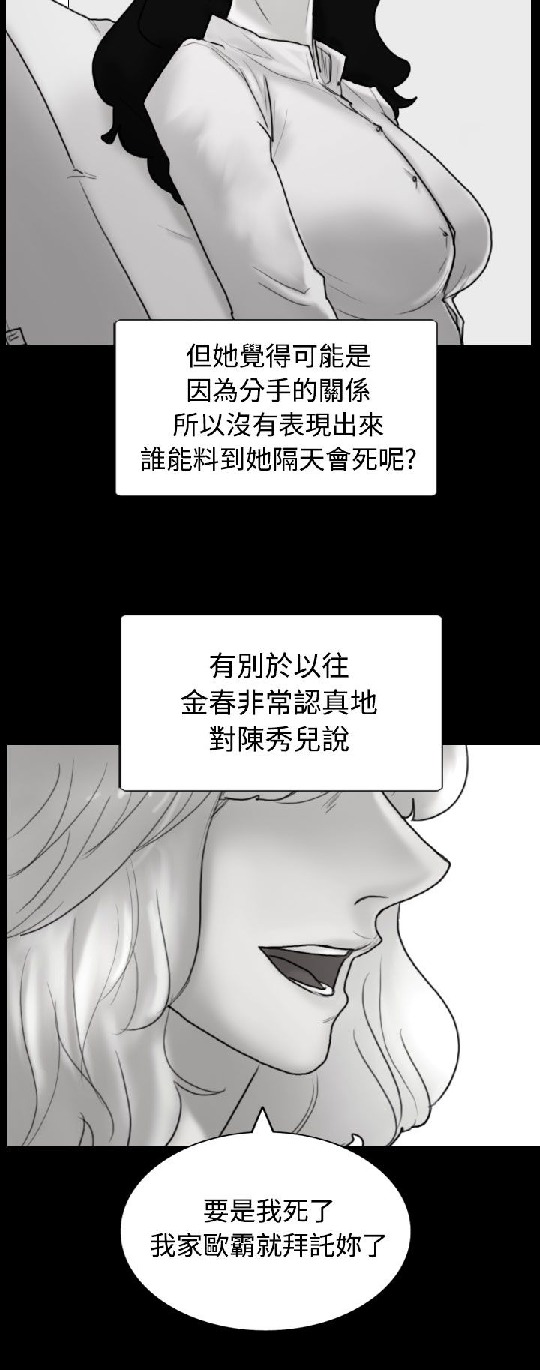 但她覺得可能是
因為分手的關係
所以沒有表現出來
誰能料到她隔天會死呢?
有別於以往
金春非常認真地
對陳秀兒說
要是我死了
我家歐霸就拜託妳了